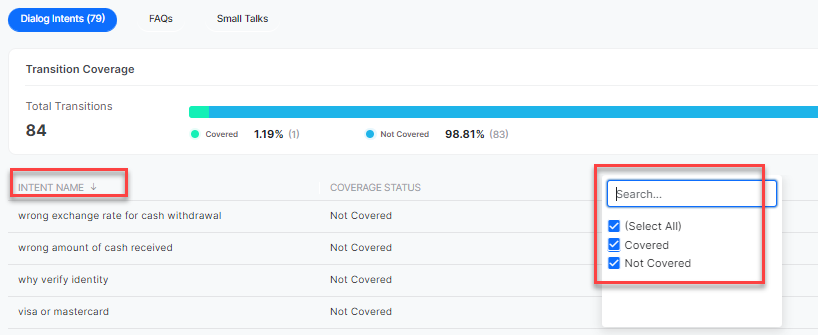 Dialog Intents (79) FAQs Small Talks
Transition Coverage
Total Transitions
84
Covered 1.19% (1) Not Covered 98.81% (83)
INTENT NAME ↓ COVERAGE STATUS
Search...
(Select All)
Covered
Not Covered
wrong exchange rate for cash withdrawal Not Covered
wrong amount of cash received Not Covered
why verify identity Not Covered
visa or mastercard Not Covered